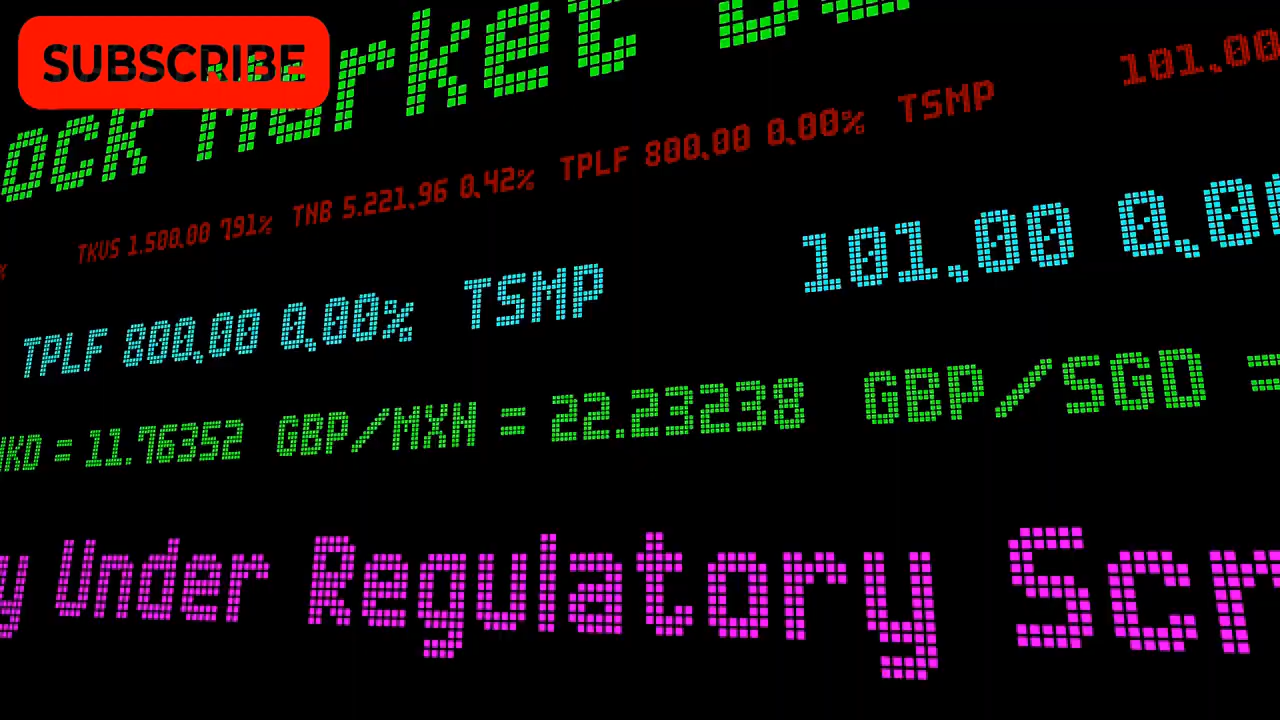 SUBSCRIBE
ock Market
TKUS 1.500,00 7,91% TNB 5.221,96 0,42% TPLF 800,00 0,00% TSMP 101,00
TPLF 800,00 0,00% TSMP 101,00 0,0
HKD = 11.76352 GBP/MXN = 22.23238 GBP/SGD =
y Under Regulatory Scr